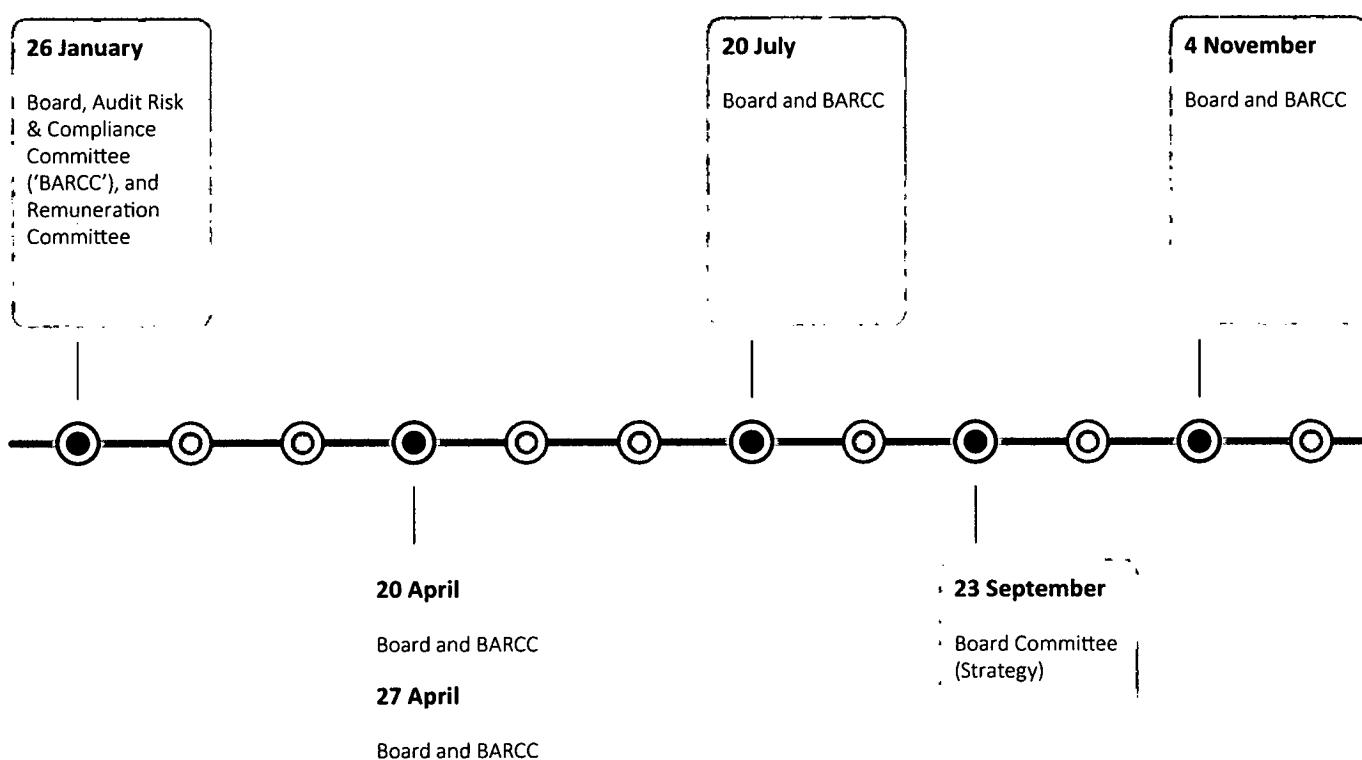 26 January
Board, Audit Risk
& Compliance
Committee
('BARCC'), and
Remuneration
Committee
20 July
Board and BARCC
4 November
Board and BARCC
20 April
Board and BARCC
27 April
Board and BARCC
23 September
Board Committee
(Strategy)